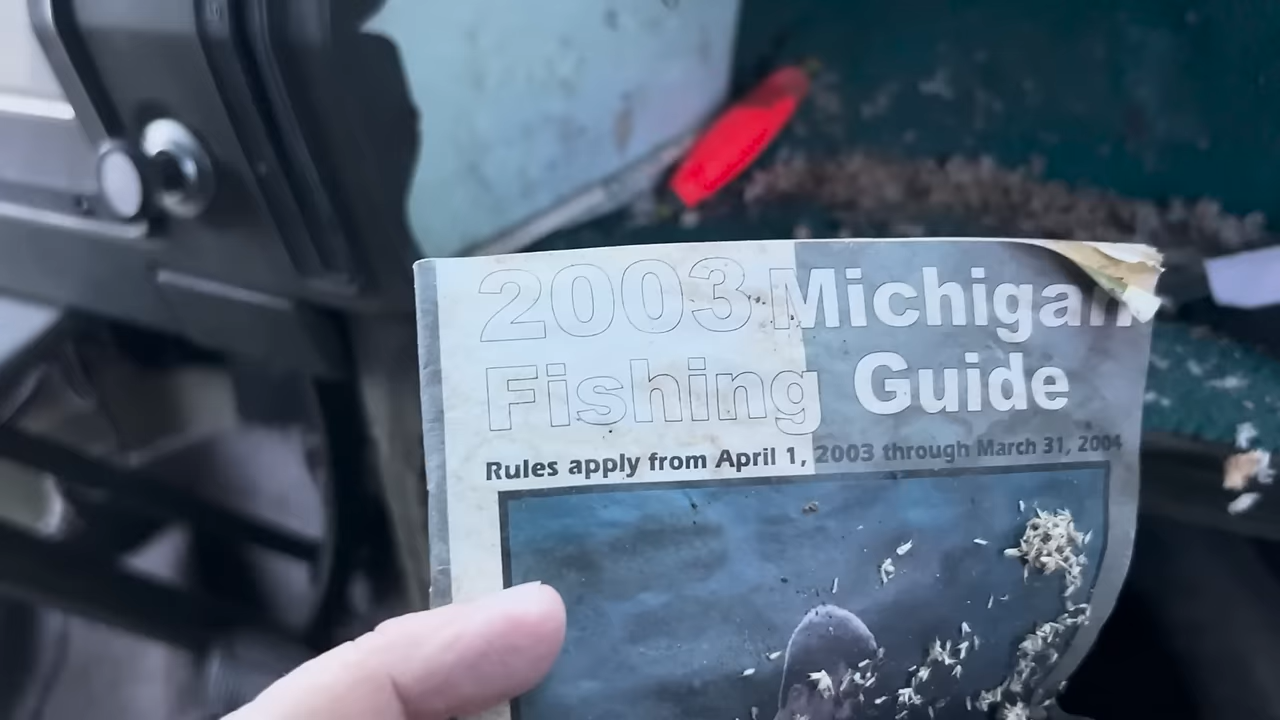 2003 Michigan
Fishing Guide
Rules apply from April 1, 2003 through March 31, 2004